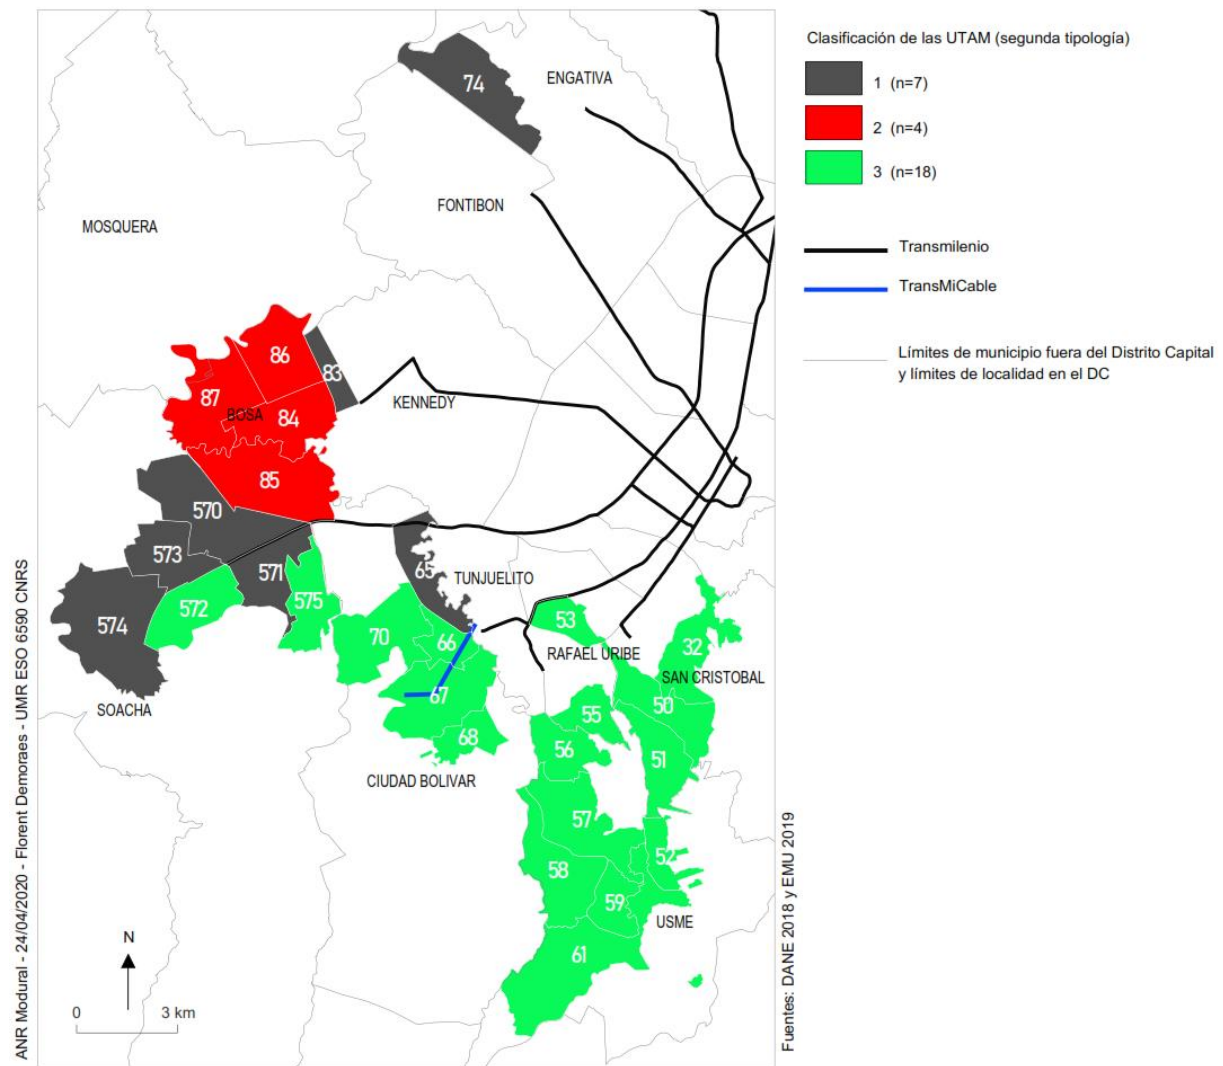 Clasificación de las UTAM (segunda tipología)
1 (n=7)
2 (n=4)
3 (n=18)
Transmilenio
TransMiCable
Límites de municipio fuera del Distrito Capital
y límites de localidad en el DC
74
ENGATIVA
FONTIBON
MOSQUERA
86
83
87
BOSA
84
KENNEDY
85
570
573
571
65
TUNJUELITO
572
575
574
53
70
66
RAFAEL URIBE
32
SAN CRISTOBAL
67
50
SOACHA
55
68
56
51
CIUDAD BOLIVAR
57
52
58
59
USME
61
N
0 3 km
ANR Modural - 24/04/2020 - Florent Demoraes - UMR ESO 6590 CNRS
Fuentes: DANE 2018 y EMU 2019